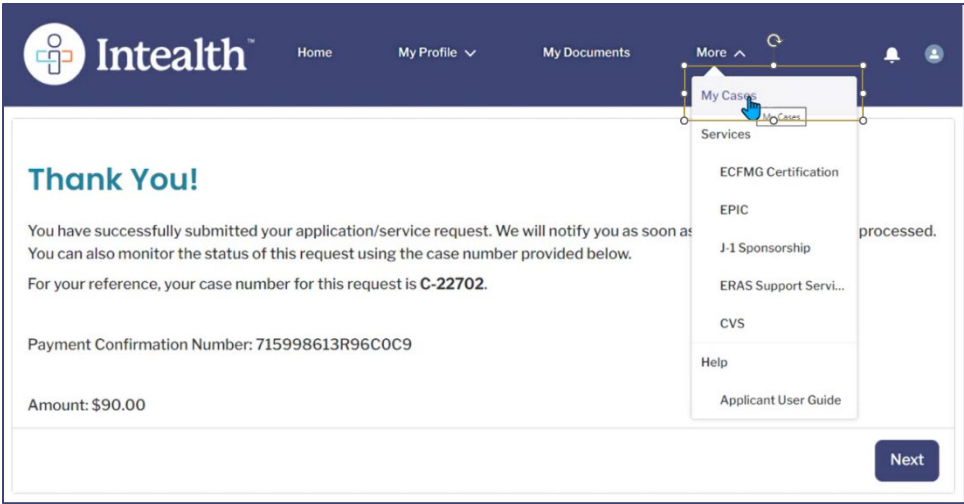 Intealth™
Home
My Profile
My Documents
More
My Cases
My Cases
Services
ECFMG Certification
EPIC
J-1 Sponsorship
ERAS Support Servi...
CVS
Help
Applicant User Guide
Thank You!
You have successfully submitted your application/service request. We will notify you as soon as processed.
You can also monitor the status of this request using the case number provided below.
For your reference, your case number for this request is C-22702.
Payment Confirmation Number: 715998613R96C0C9
Amount: $90.00
Next